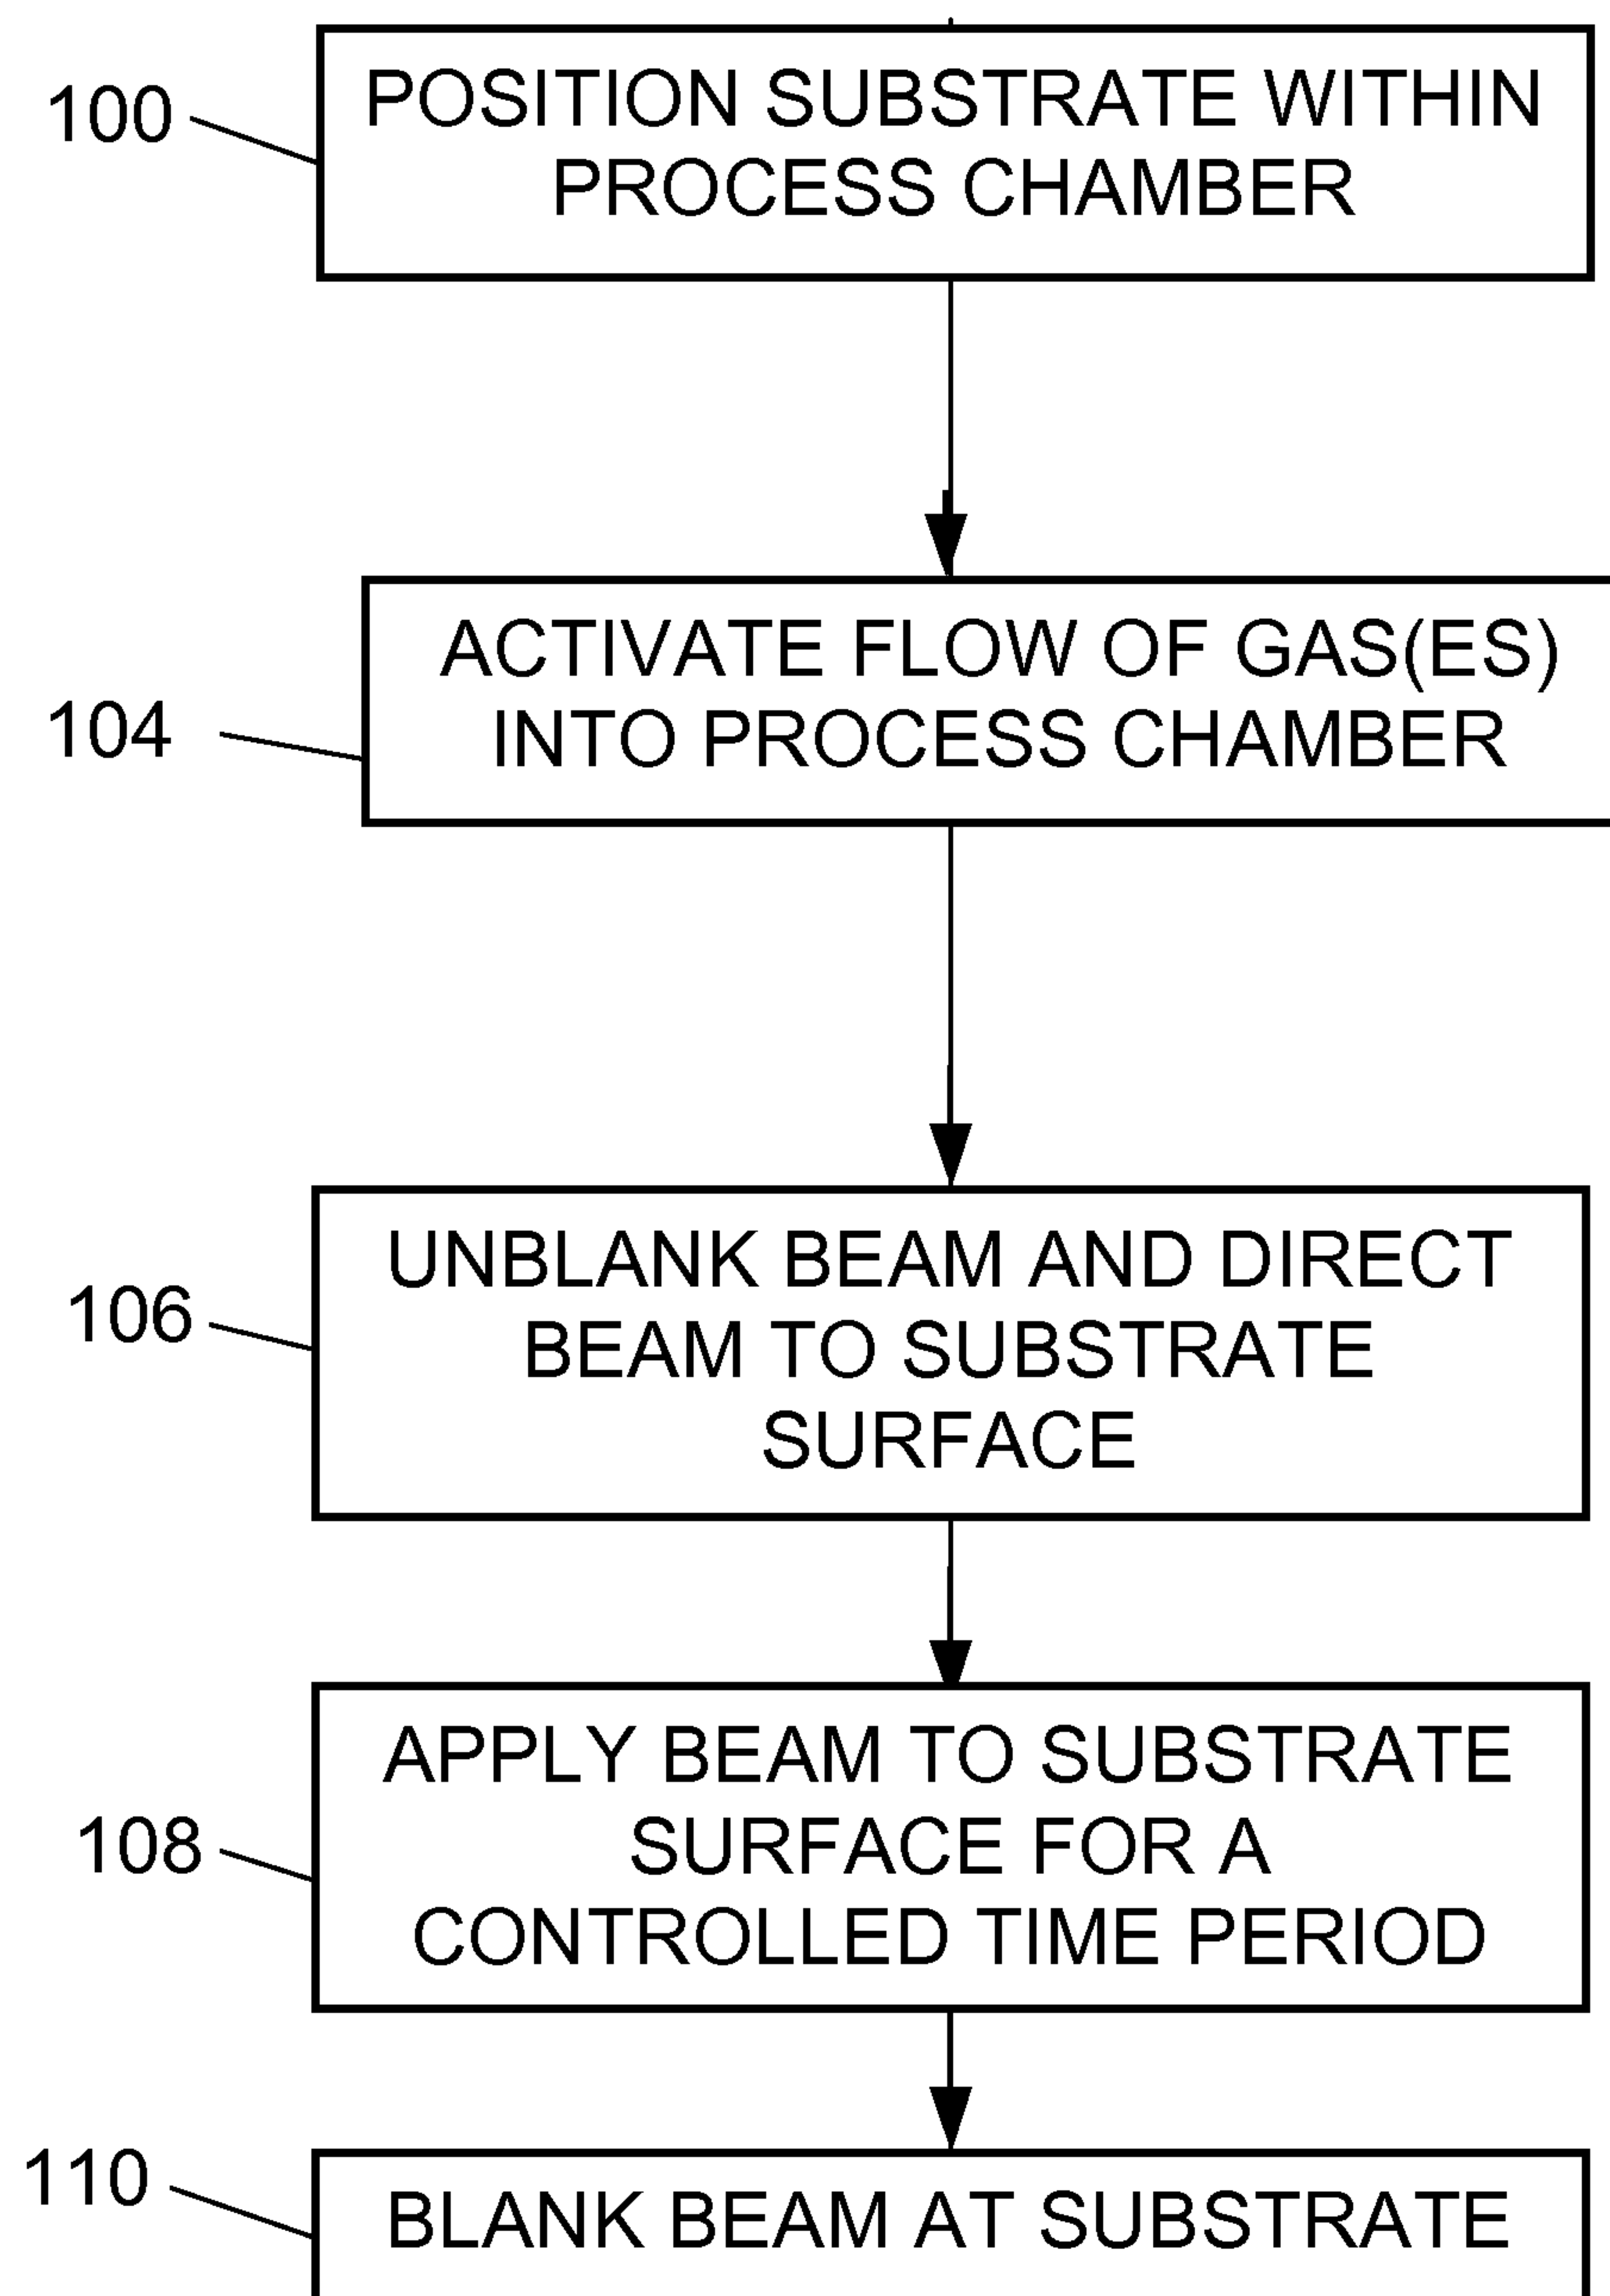 100
POSITION SUBSTRATE WITHIN
PROCESS CHAMBER
104
ACTIVATE FLOW OF GAS(ES)
INTO PROCESS CHAMBER
106
UNBLANK BEAM AND DIRECT
BEAM TO SUBSTRATE
SURFACE
108
APPLY BEAM TO SUBSTRATE
SURFACE FOR A
CONTROLLED TIME PERIOD
110
BLANK BEAM AT SUBSTRATE